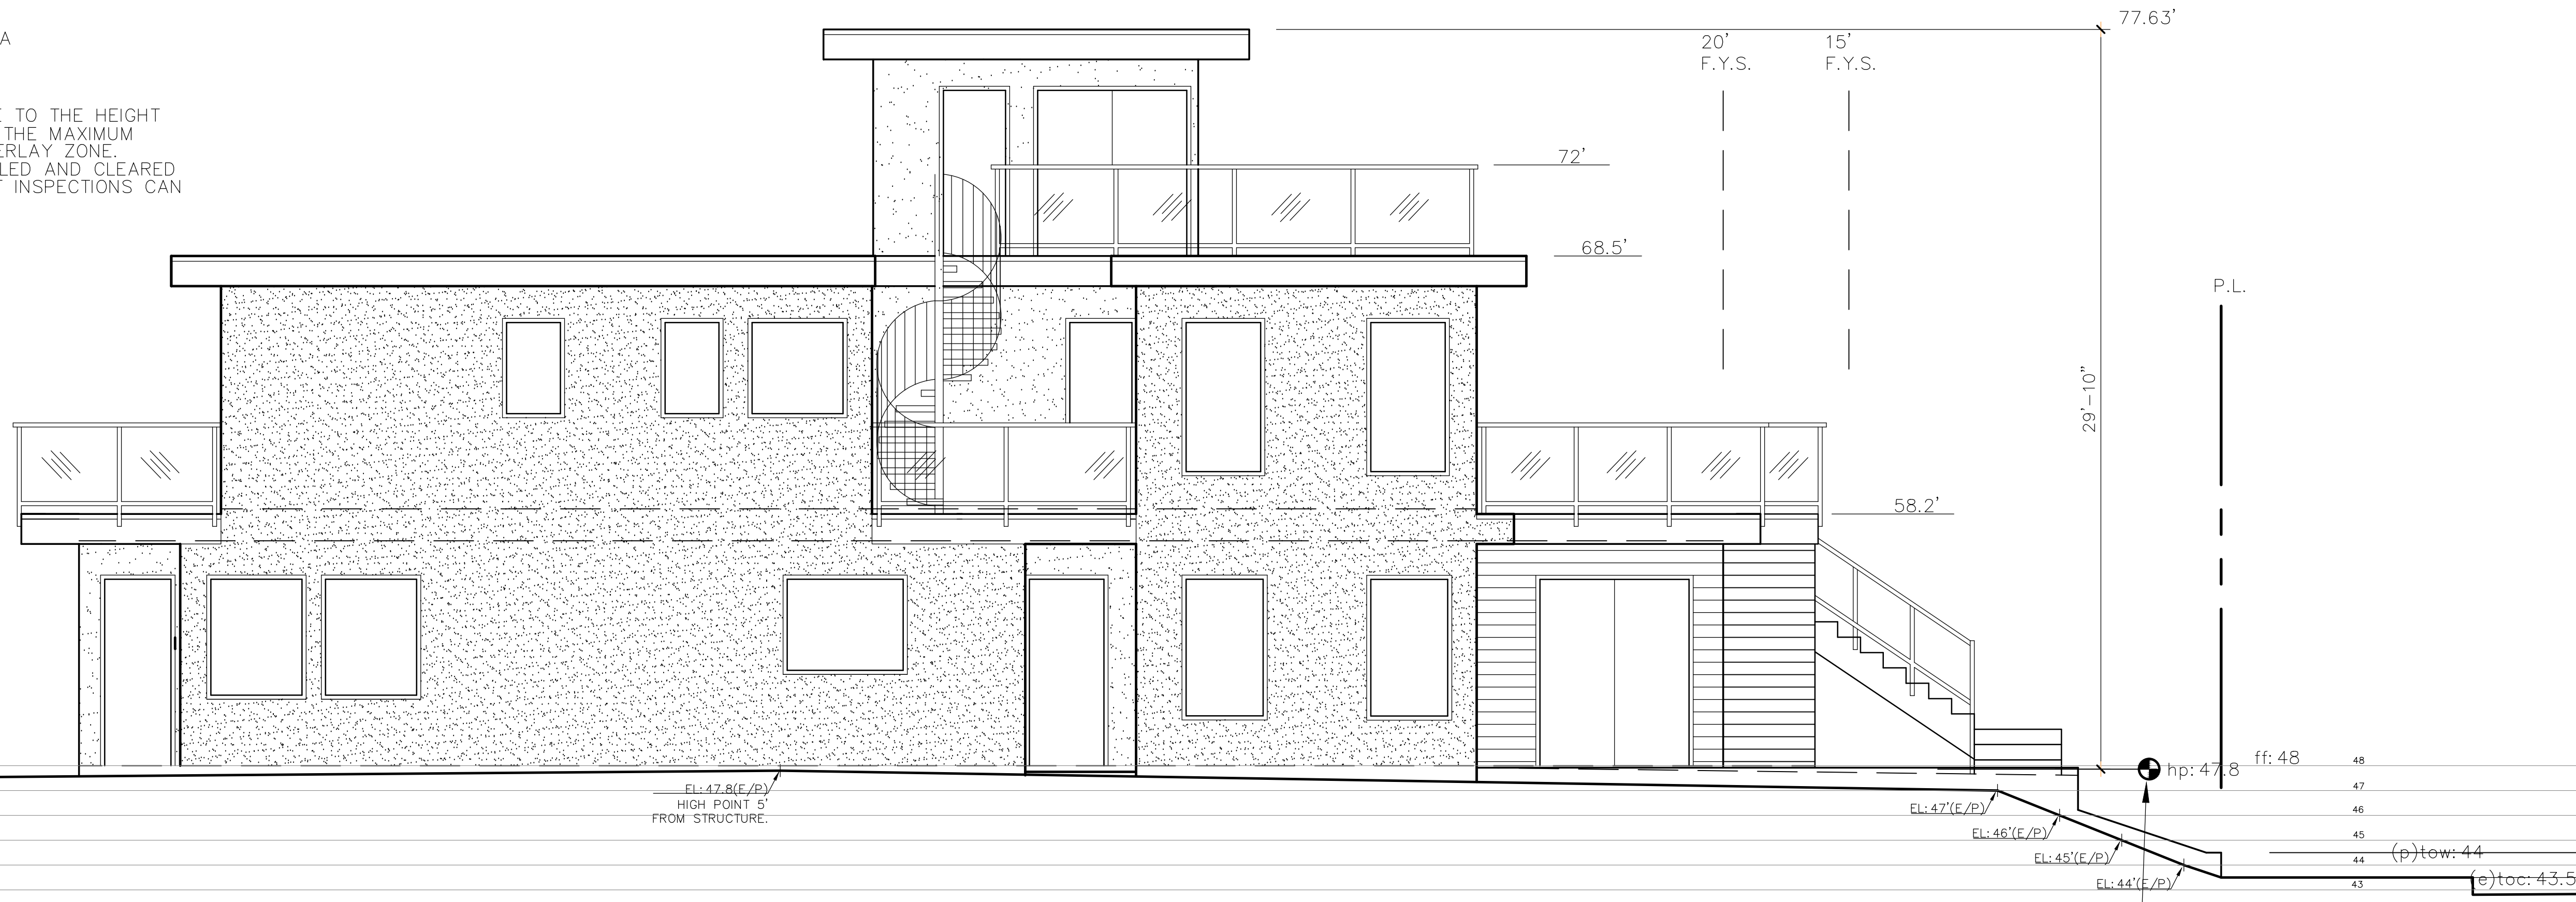 A
TO THE HEIGHT
THE MAXIMUM
ZONE.
AND CLEARED
INSPECTIONS CAN
77.63'
20'
F.Y.S.
15'
F.Y.S.
72'
68.5'
P.L.
29'-10"
58.2'
hp: 47.8
ff: 48
48
47
46
45
44
43
EL: 47.8(E/P)
HIGH POINT 5'
FROM STRUCTURE.
EL: 47'(E/P)
EL: 46'(E/P)
EL: 45'(E/P)
EL: 44'(E/P)
(p)tow: 44
(e)toc: 43.5